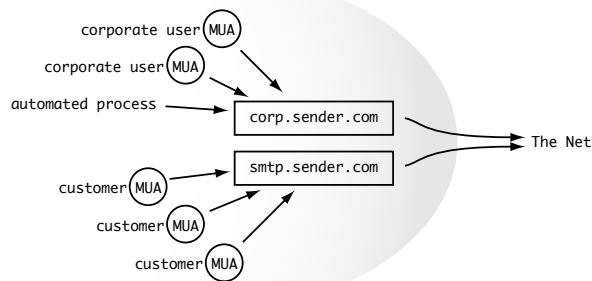 corporate user MUA
corporate user MUA
automated process
corp.sender.com
The Net
smtp.sender.com
customer MUA
customer MUA
customer MUA